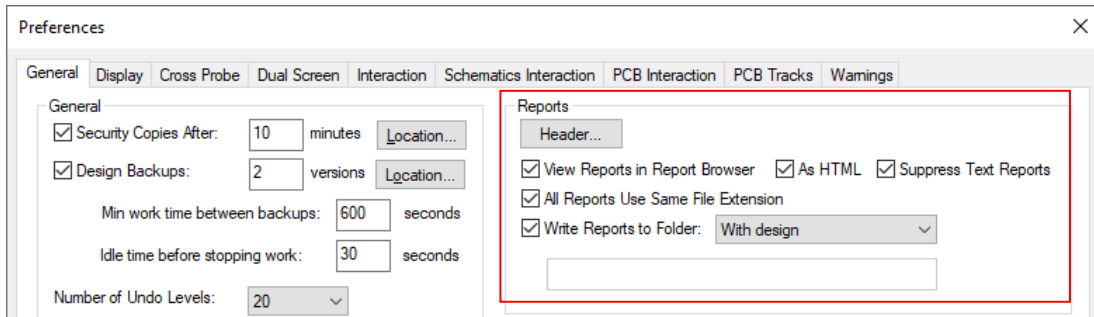 Preferences
General Display Cross Probe Dual Screen Interaction Schematics Interaction PCB Interaction PCB Tracks Warnings
General
Security Copies After: 10 minutes Location...
Design Backups: 2 versions Location...
Min work time between backups: 600 seconds
Idle time before stopping work: 30 seconds
Number of Undo Levels: 20
Reports
Header...
View Reports in Report Browser As HTML Suppress Text Reports
All Reports Use Same File Extension
Write Reports to Folder: With design